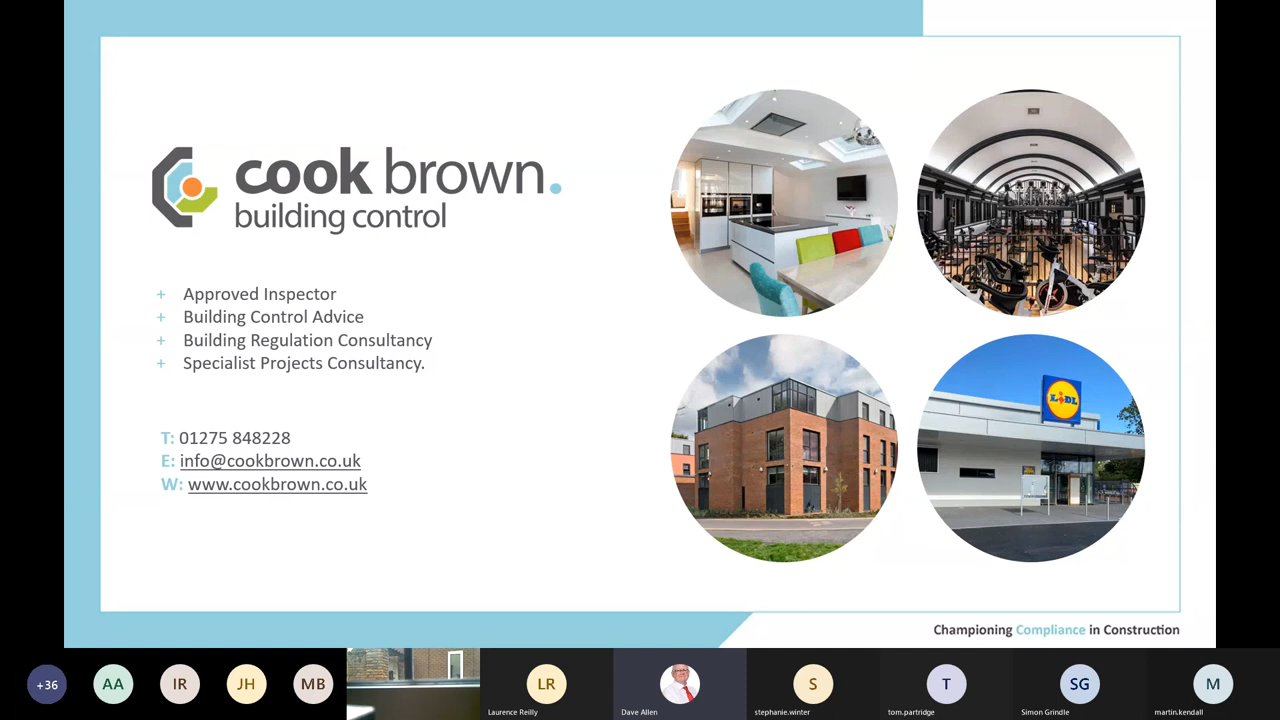 cook brown.
building control
+ Approved Inspector
+ Building Control Advice
+ Building Regulation Consultancy
+ Specialist Projects Consultancy.
T: 01275 848228
E: info@cookbrown.co.uk
W: www.cookbrown.co.uk
LIDL
Championing Compliance in Construction
+36
AA
IR
JH
MB
LR
S
T
SG
M
Laurence Reilly
Dave Allen
stephanie.winter
tom.partridge
Simon Grindle
martin.kendall